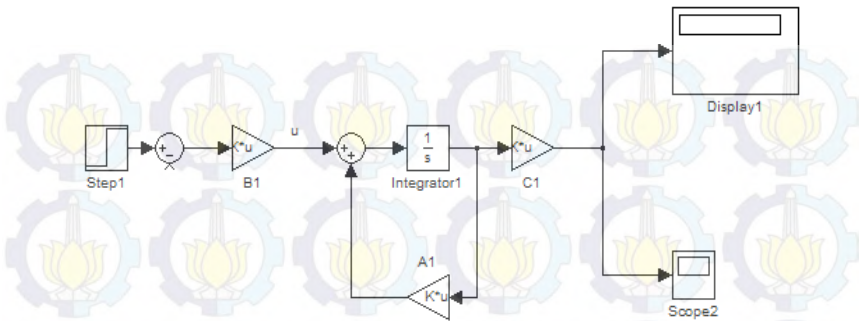 Display1
u
K*u
1
s
K*u
Step1
B1
Integrator1
C1
A1
K*u
Scope2